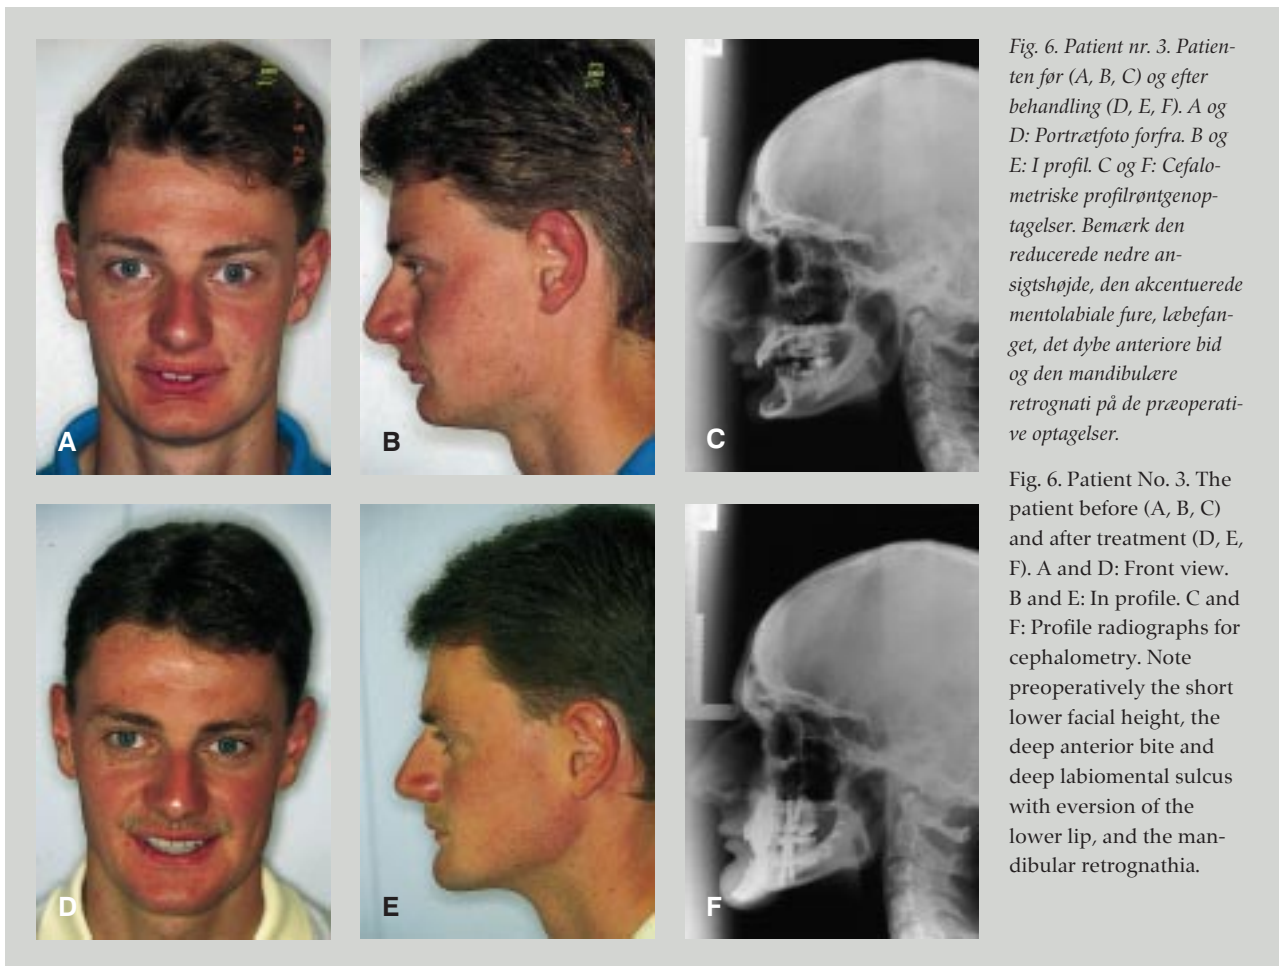 A
B
C
D
E
F
Fig. 6. Patient nr. 3. Patien-
ten før (A, B, C) og efter
behandling (D, E, F). A og
D: Portrætfoto forfra. B og
E: I profil. C og F: Cefalo-
metriske profilrøntgenop-
tagelser. Bemærk den
reducerede nedre an-
sigtshøjde, den akcentuerede
mentolabiale fure, læbefan-
get, det dybe anteriore bid
og den mandibulære
retrognati på de præoperati-
ve optagelser.
Fig. 6. Patient No. 3. The
patient before (A, B, C)
and after treatment (D, E,
F). A and D: Front view.
B and E: In profile. C and
F: Profile radiographs for
cephalometry. Note
preoperatively the short
lower facial height, the
deep anterior bite and
deep labiomental sulcus
with eversion of the
lower lip, and the man-
dibular retrognathia.